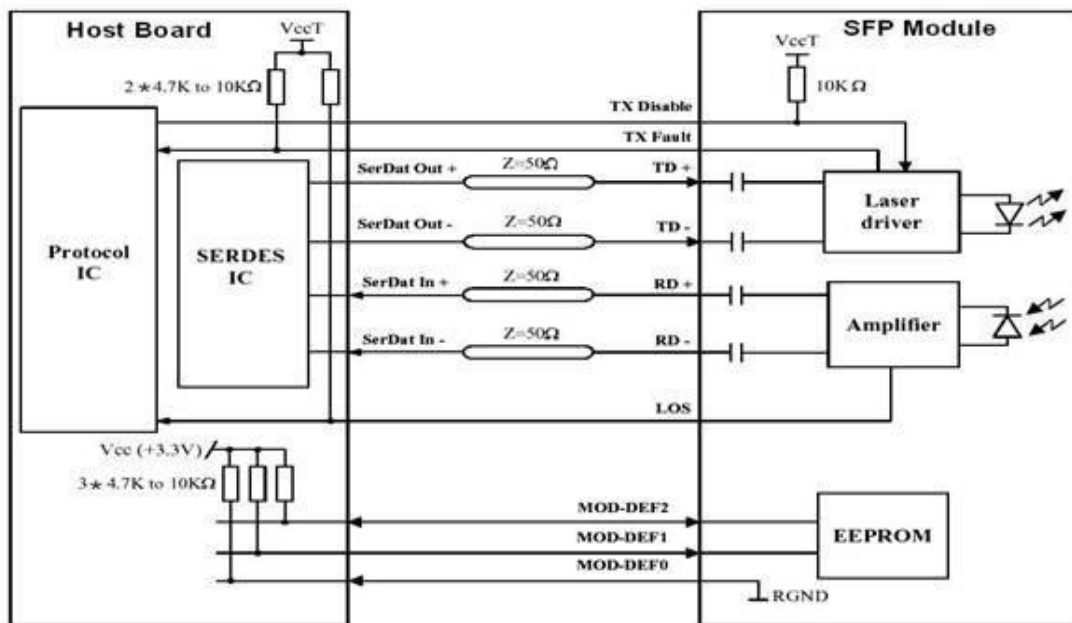 Host Board
SFP Module
VccT
VccT
2*4.7K to 10KΩ
10KΩ
TX Disable
TX Fault
SerDat Out +
Z=50Ω
TD +
Laser
driver
SerDat Out -
Z=50Ω
TD -
Protocol
IC
SERDES
IC
SerDat In +
Z=50Ω
RD +
Amplifier
SerDat In -
Z=50Ω
RD -
LOS
Vcc (+3.3V)
3*4.7K to 10KΩ
MOD-DEF2
MOD-DEF1
EEPROM
MOD-DEF0
RGND